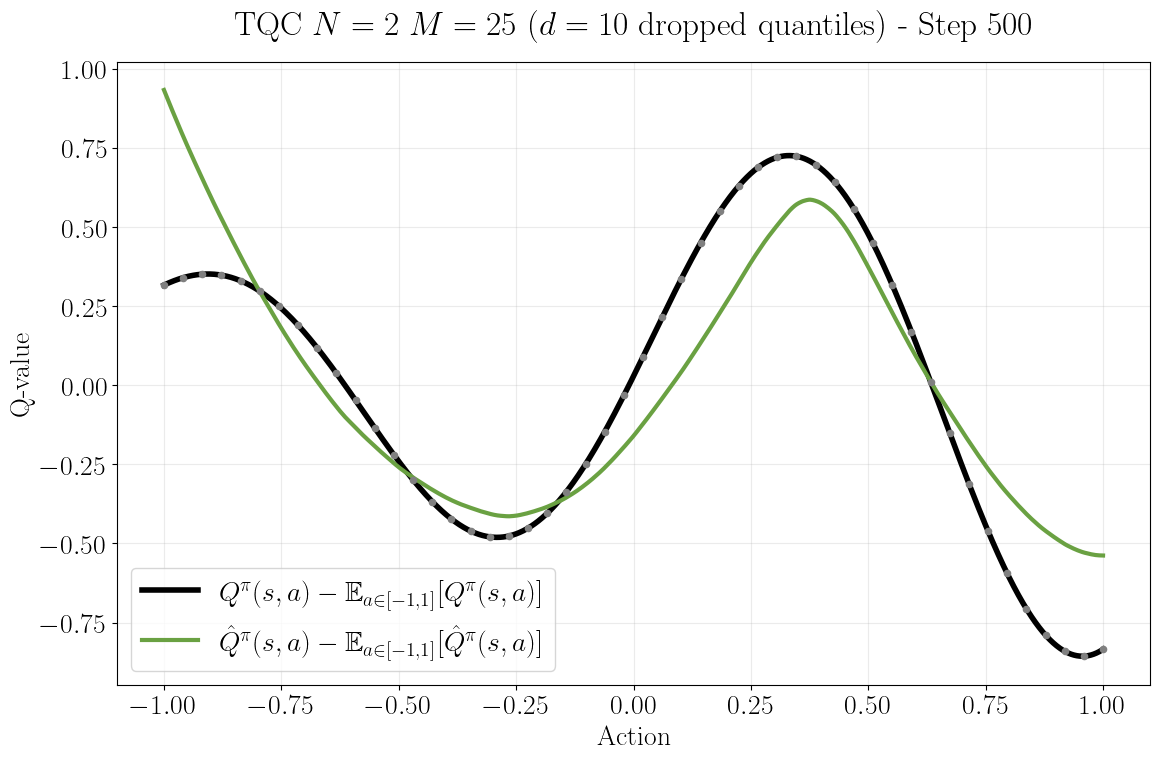 TQC N = 2 M = 25 (d = 10 dropped quantiles) - Step 500
1.00
0.75
0.50
0.25
0.00
−0.25
−0.50
−0.75
Q-value
Q^π(s, a) − 𝔼_{a∈[−1,1]}[Q^π(s, a)]
Q̂^π(s, a) − 𝔼_{a∈[−1,1]}[Q̂^π(s, a)]
−1.00 −0.75 −0.50 −0.25 0.00 0.25 0.50 0.75 1.00
Action